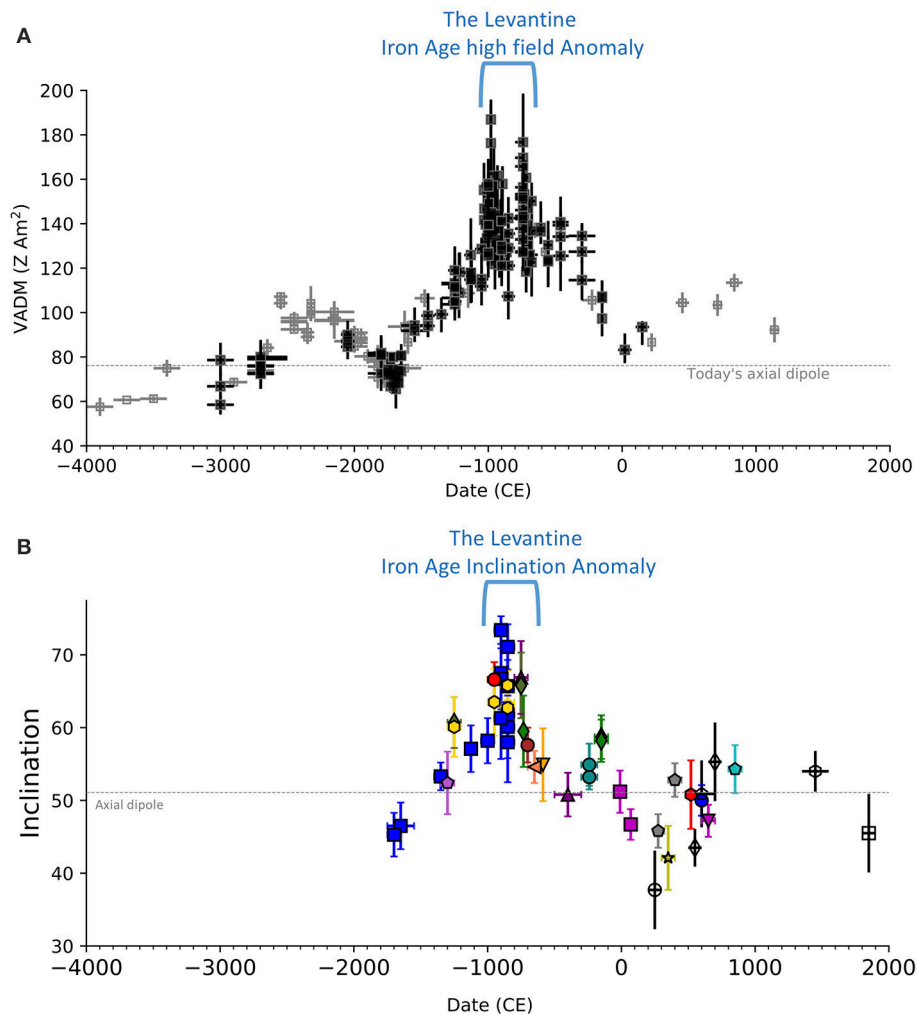 A
The Levantine
Iron Age high field Anomaly
200
180
160
140
120
100
80
60
40
VADM (Z Am²)
Today's axial dipole
−4000 −3000 −2000 −1000 0 1000 2000
Date (CE)
B
The Levantine
Iron Age Inclination Anomaly
70
60
50
40
30
Inclination
Axial dipole
−4000 −3000 −2000 −1000 0 1000 2000
Date (CE)